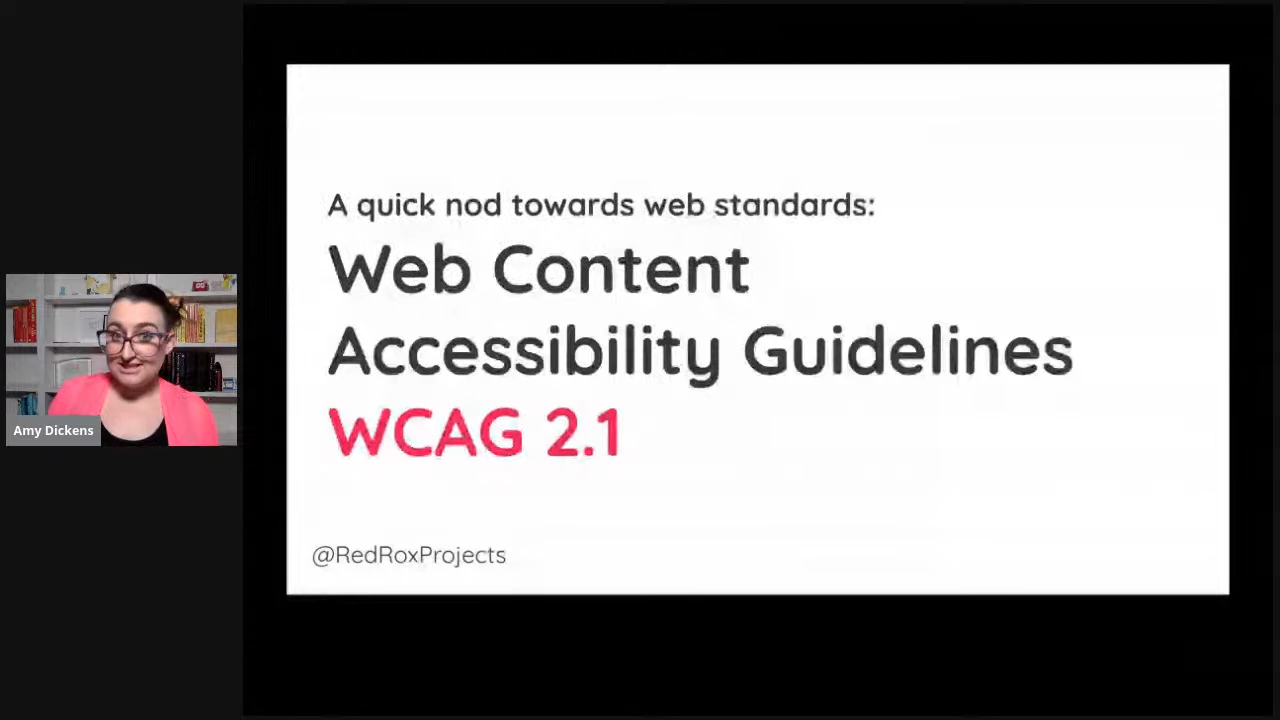 A quick nod towards web standards:
Web Content
Accessibility Guidelines
WCAG 2.1
@RedRoxProjects
Amy Dickens